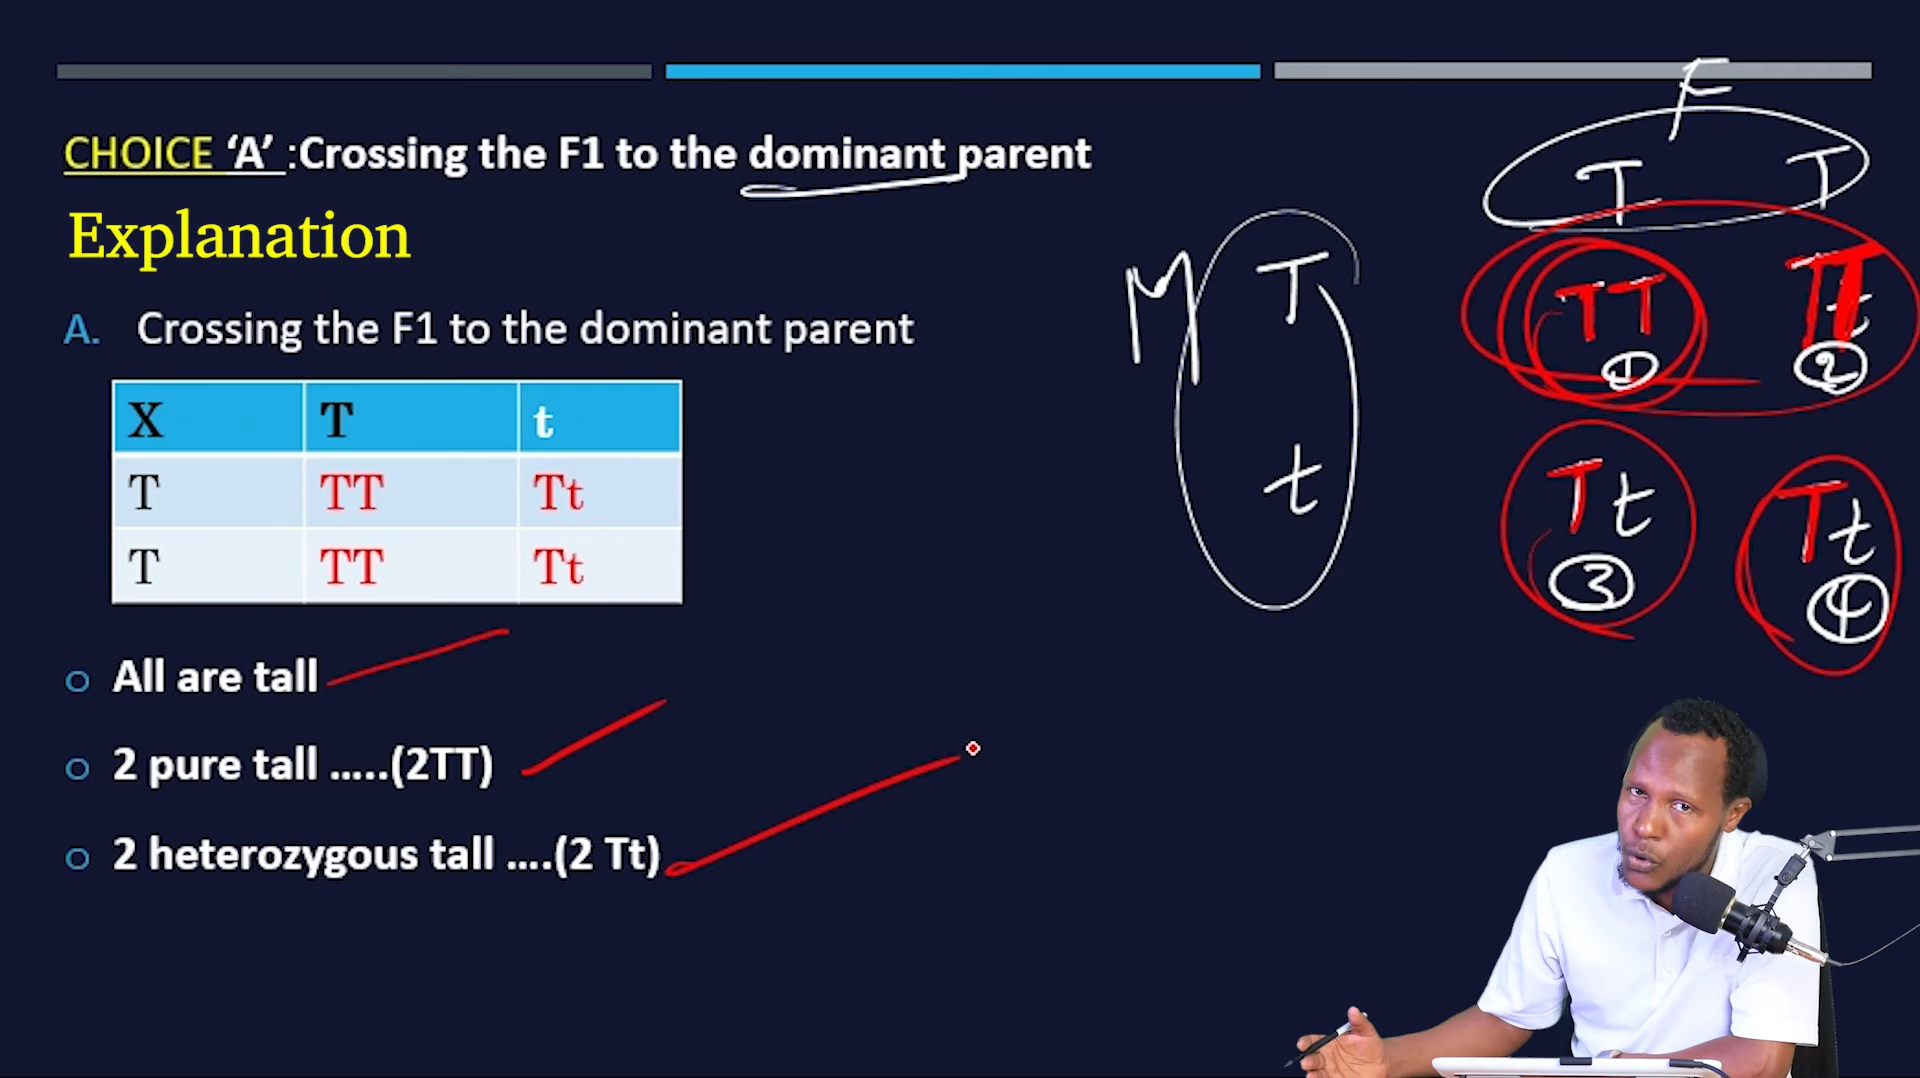 CHOICE ‘A’ :Crossing the F1 to the dominant parent
Explanation
A. Crossing the F1 to the dominant parent
X T t
T TT Tt
T TT Tt
All are tall
2 pure tall .....(2TT)
2 heterozygous tall ....(2 Tt)
F
T T
M T
TT
1 2
t
Tt Tt
3 4